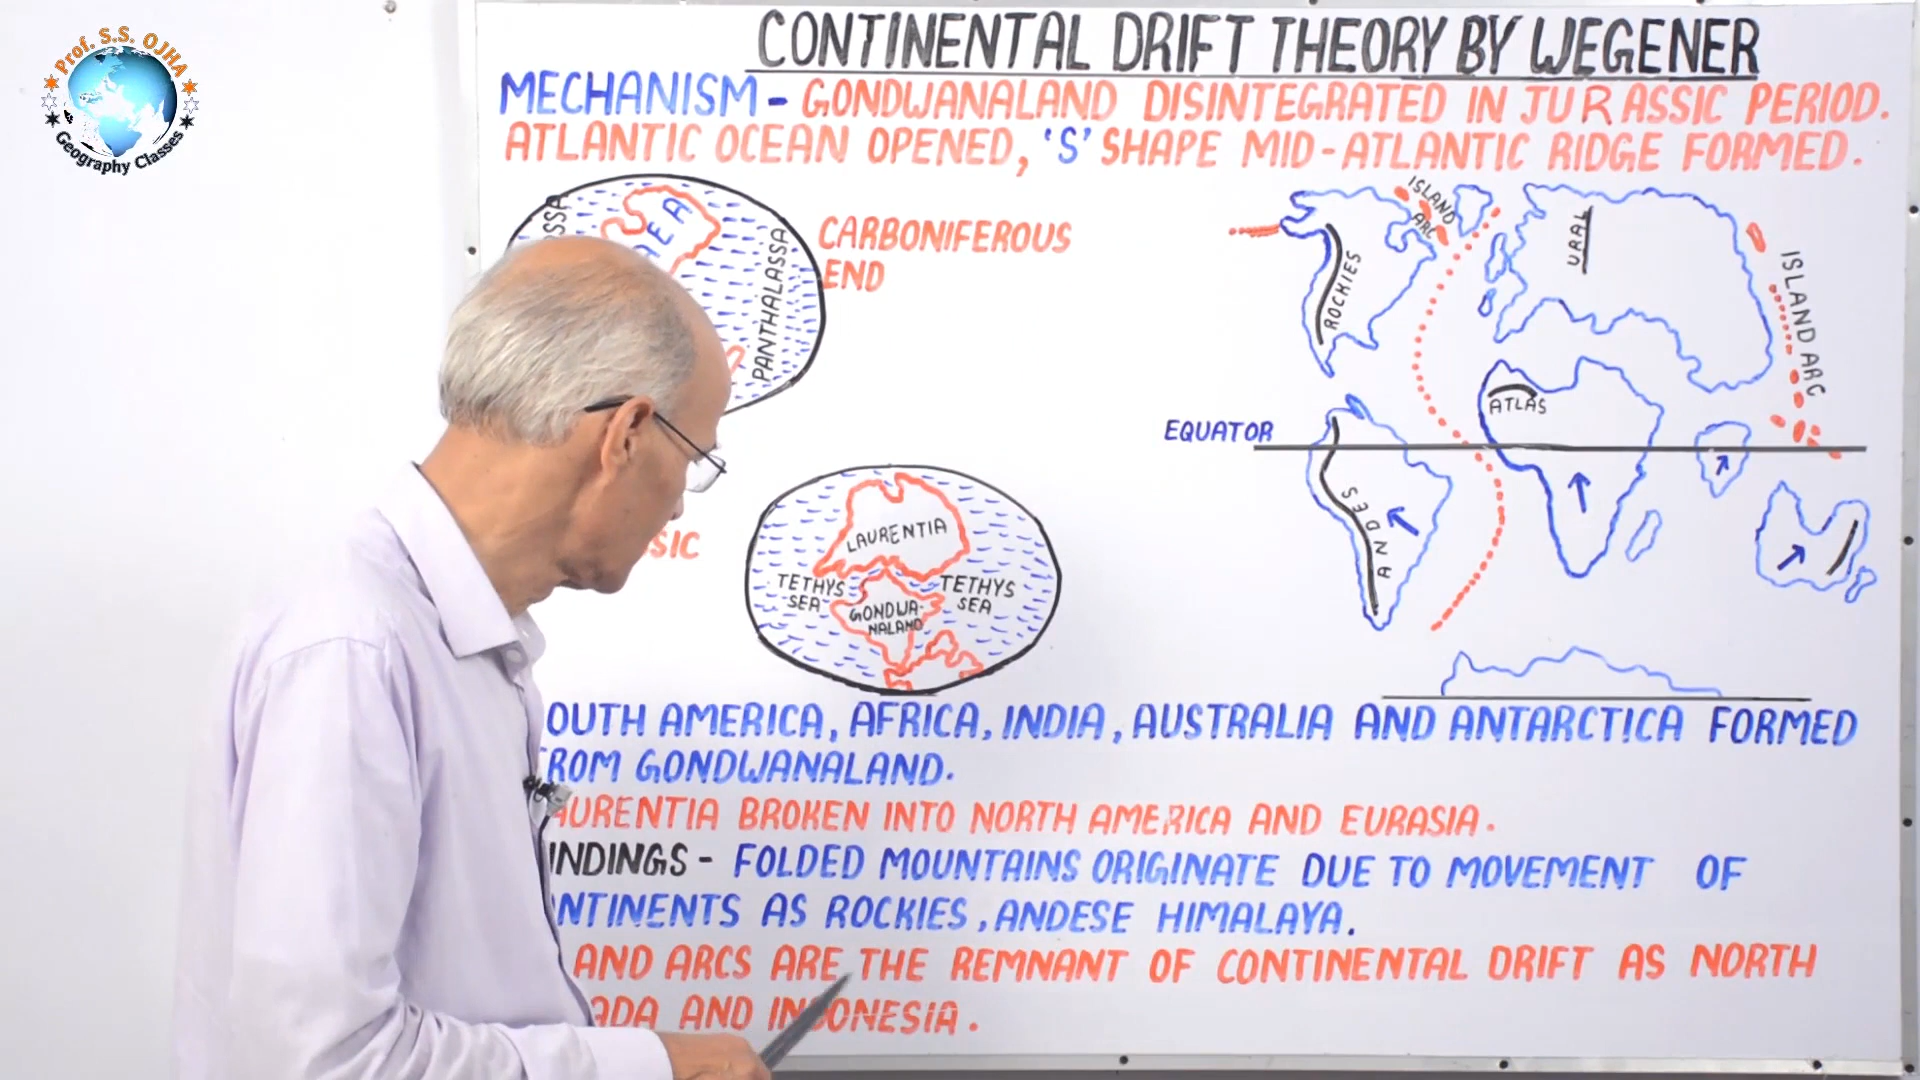 Prof. S.S. OJHA
Geography Classes
CONTINENTAL DRIFT THEORY BY WEGENER
MECHANISM - GONDWANALAND DISINTEGRATED IN JURASSIC PERIOD.
ATLANTIC OCEAN OPENED, 'S' SHAPE MID-ATLANTIC RIDGE FORMED.
PANTHALASSA
CARBONIFEROUS
END
ISLAND
ARC
ROCKIES
URAL
ISLAND ARC
ATLAS
EQUATOR
ANDES
LAURENTIA
TETHYS
SEA
GONDWA-
NALAND
TETHYS
SEA
OUTH AMERICA, AFRICA, INDIA, AUSTRALIA AND ANTARCTICA FORMED
ROM GONDWANALAND.
AURENTIA BROKEN INTO NORTH AMERICA AND EURASIA.
INDINGS - FOLDED MOUNTAINS ORIGINATE DUE TO MOVEMENT OF
NTINENTS AS ROCKIES, ANDESE HIMALAYA.
AND ARCS ARE THE REMNANT OF CONTINENTAL DRIFT AS NORTH
ADA AND INDONESIA.